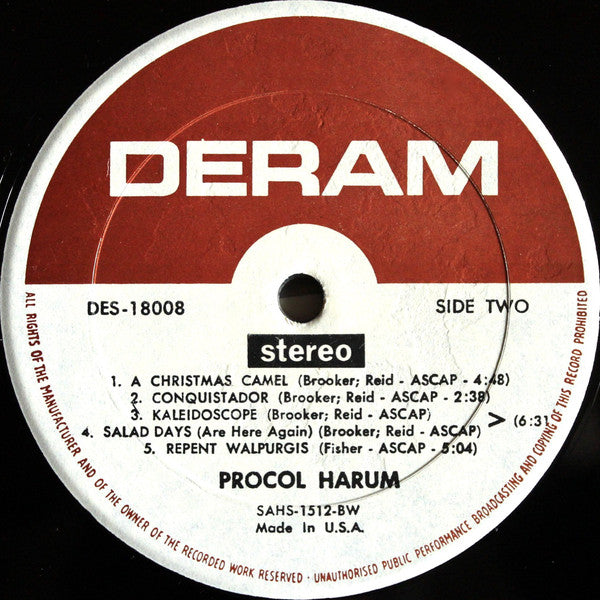 DERAM
DES-18008
SIDE TWO
stereo
1. A CHRISTMAS CAMEL (Brooker; Reid - ASCAP - 4:48)
2. CONQUISTADOR (Brooker; Reid - ASCAP - 2:38)
3. KALEIDOSCOPE (Brooker; Reid - ASCAP)
4. SALAD DAYS (Are Here Again) (Brooker; Reid - ASCAP) > (6:31
5. REPENT WALPURGIS (Fisher - ASCAP - 5:04)
PROCOL HARUM
SAHS-1512-BW
Made in U.S.A.
ALL RIGHTS OF THE MANUFACTURER AND OF THE OWNER OF THE RECORDED WORK RESERVED · UNAUTHORISED PUBLIC PERFORMANCE BROADCASTING AND COPYING OF THIS RECORD PROHIBITED